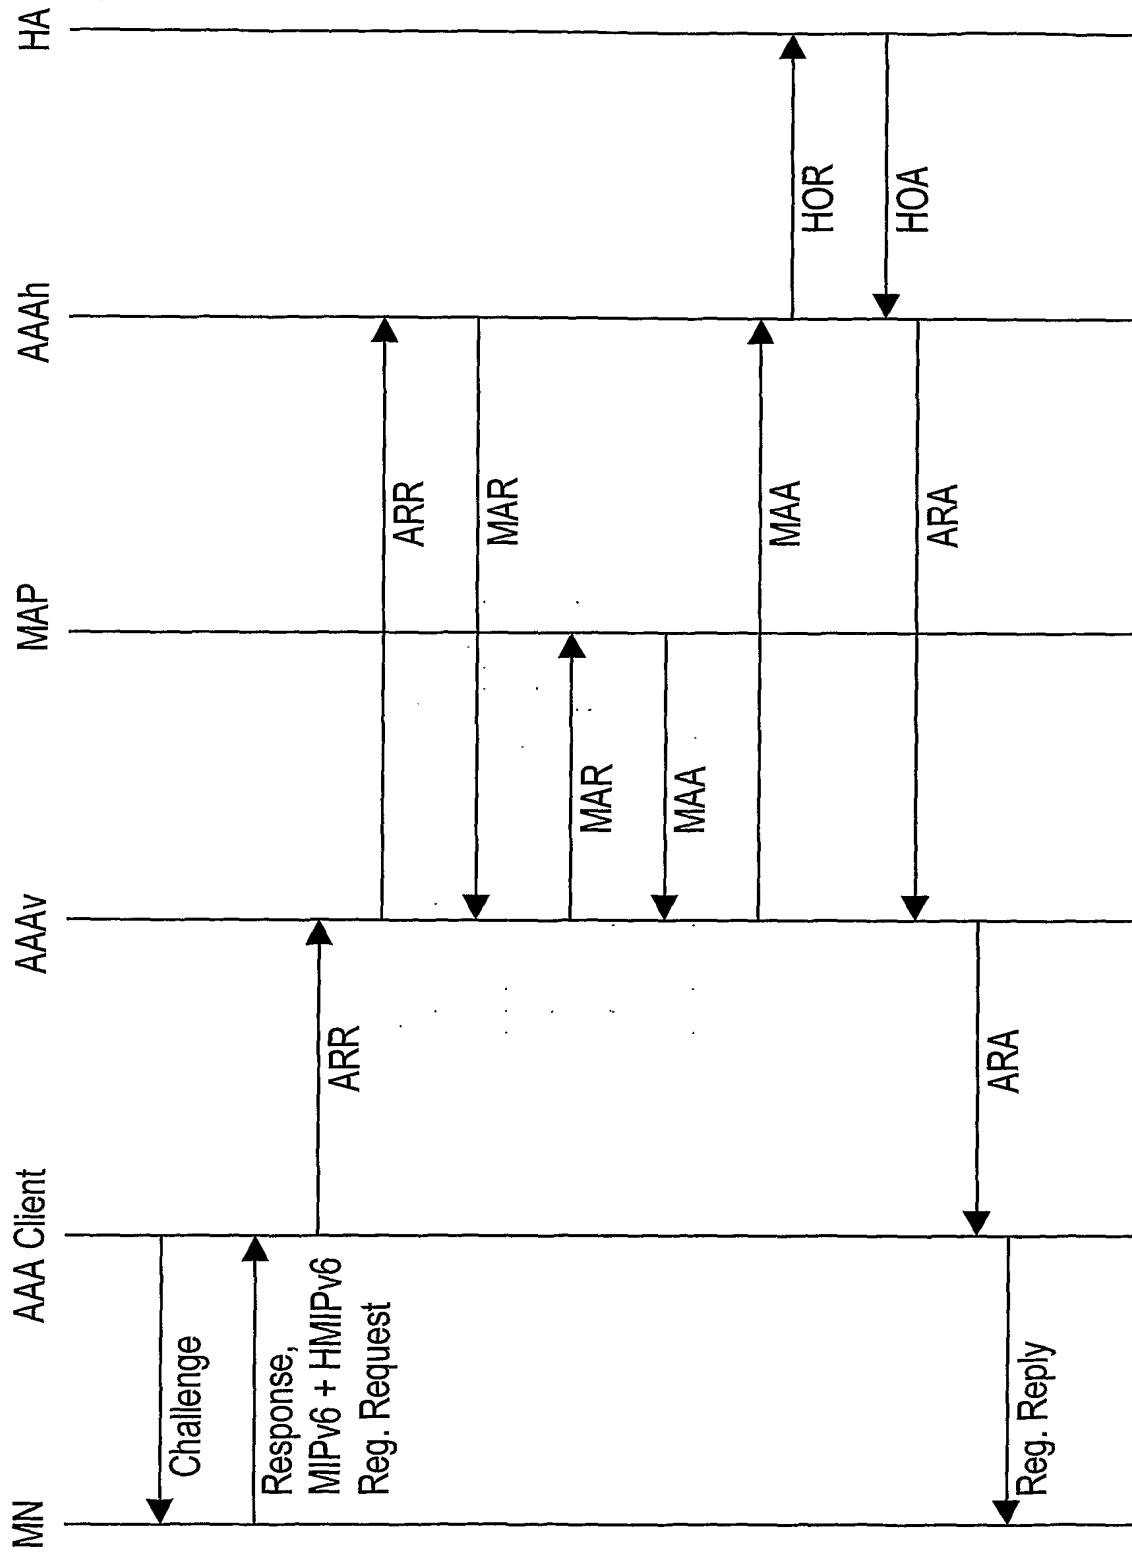 MN
AAA Client
AAAv
MAP
AAAh
HA
Challenge
Response,
MIPv6 + HMIPv6
Reg. Request
ARR
ARR
MAR
MAR
MAA
MAA
HOR
HOA
ARA
ARA
Reg. Reply